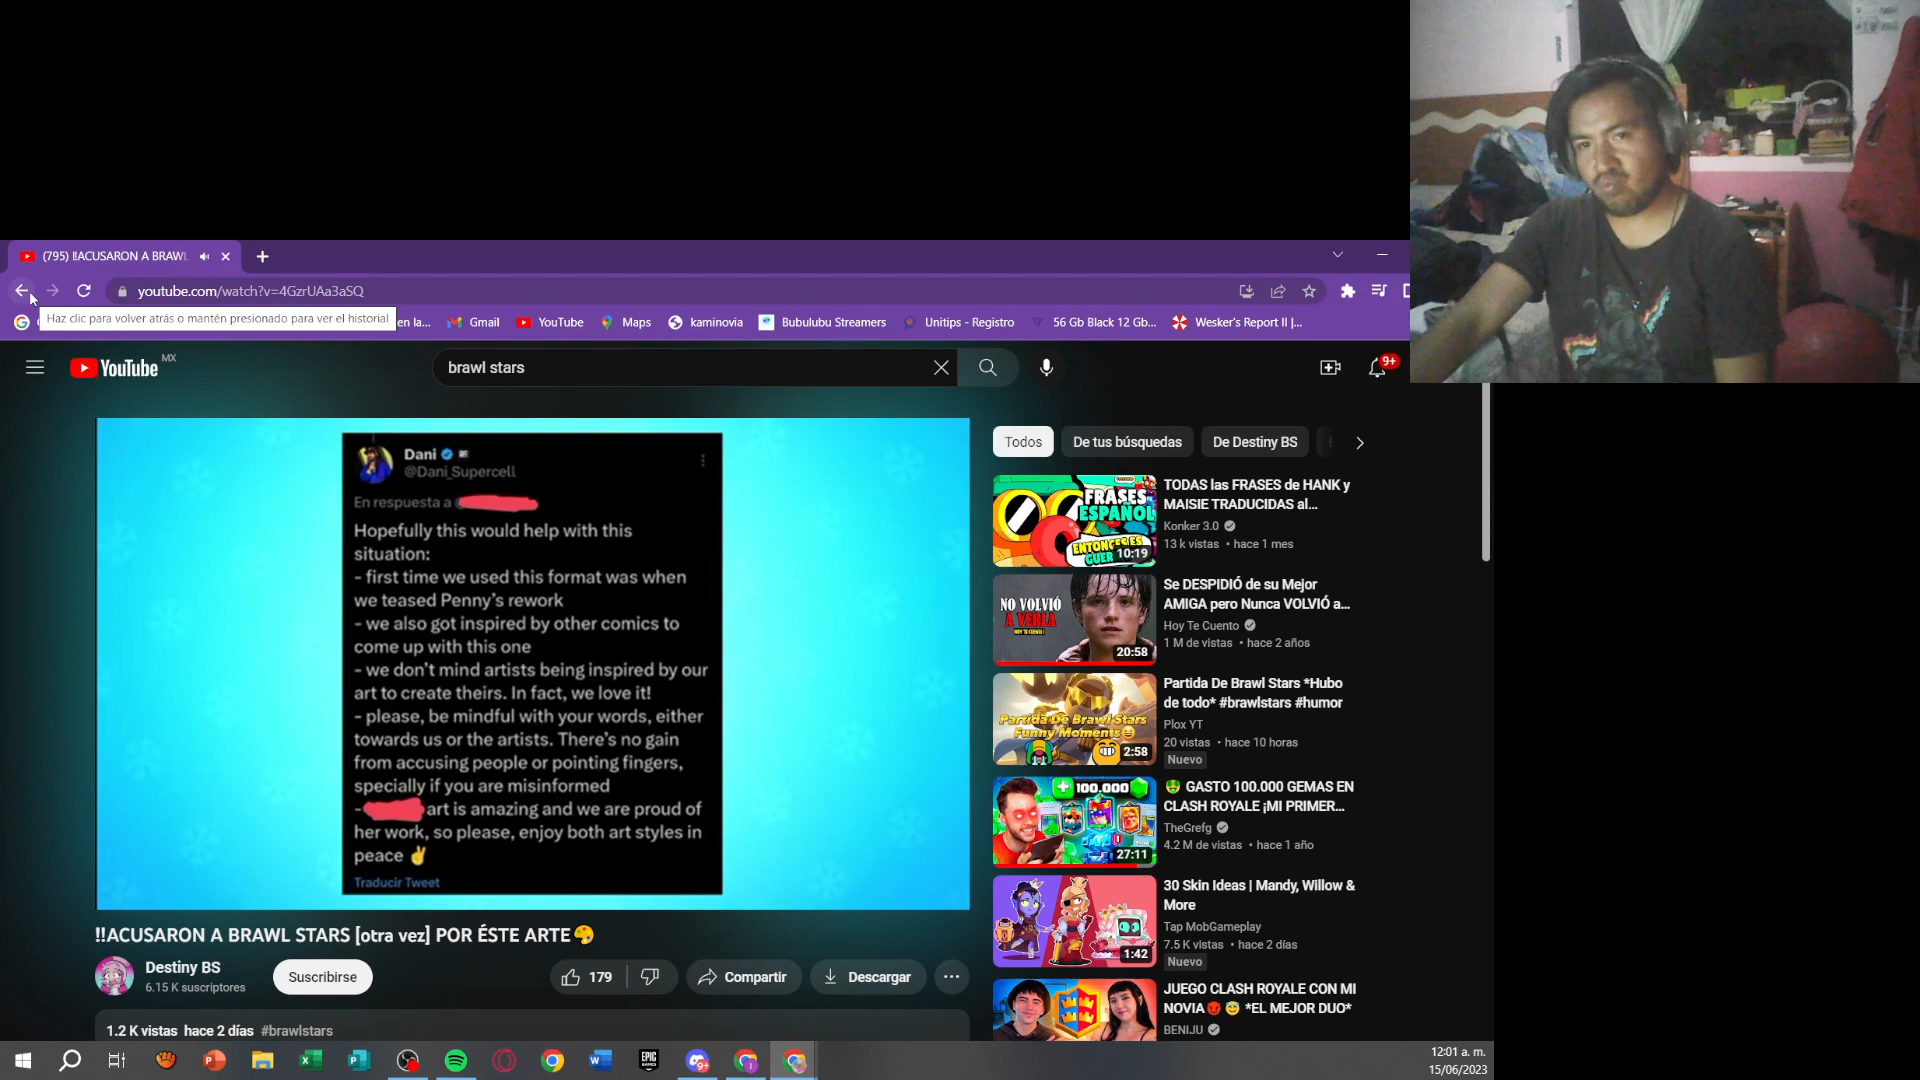 (795) ‼ACUSARON A BRAWL
youtube.com/watch?v=4GzrUAa3aSQ
Haz clic para volver atrás o mantén presionado para ver el historial
en la...
Gmail
YouTube
Maps
kaminovia
Bubulubu Streamers
Unitips - Registro
56 Gb Black 12 Gb...
Wesker's Report II |...
YouTube MX
brawl stars
9+
Dani
@Dani_Supercell
En respuesta a
Hopefully this would help with this
situation:
- first time we used this format was when
we teased Penny's rework
- we also got inspired by other comics to
come up with this one
- we don't mind artists being inspired by our
art to create theirs. In fact, we love it!
- please, be mindful with your words, either
towards us or the artists. There's no gain
from accusing people or pointing fingers,
specially if you are misinformed
- art is amazing and we are proud of
her work, so please, enjoy both art styles in
peace ✌
Traducir Tweet
‼ACUSARON A BRAWL STARS [otra vez] POR ÉSTE ARTE🎨
Destiny BS
6.15 K suscriptores
Suscribirse
179
Compartir
Descargar
1.2 K vistas hace 2 días #brawlstars
Todos
De tus búsquedas
De Destiny BS
FRASES
ESPAÑOL
ENTONCES ES
GUER
10:19
TODAS las FRASES de HANK y
MAISIE TRADUCIDAS al...
Konker 3.0
13 k vistas • hace 1 mes
NO VOLVIÓ
A VERLA
HOY TE CUENTO
20:58
Se DESPIDIÓ de su Mejor
AMIGA pero Nunca VOLVIÓ a...
Hoy Te Cuento
1 M de vistas • hace 2 años
Partida De Brawl Stars
Funny Moments
2:58
Partida De Brawl Stars *Hubo
de todo* #brawlstars #humor
Plox YT
20 vistas • hace 10 horas
Nuevo
+100.000
27:11
🤑 GASTO 100.000 GEMAS EN
CLASH ROYALE ¡MI PRIMER...
TheGrefg
4.2 M de vistas • hace 1 año
1:42
30 Skin Ideas | Mandy, Willow &
More
Tap MobGameplay
7.5 K vistas • hace 2 días
Nuevo
JUEGO CLASH ROYALE CON MI
NOVIA😡😇 *EL MEJOR DUO*
BENIJU
EPIC
GAMES
9+
12:01 a. m.
15/06/2023